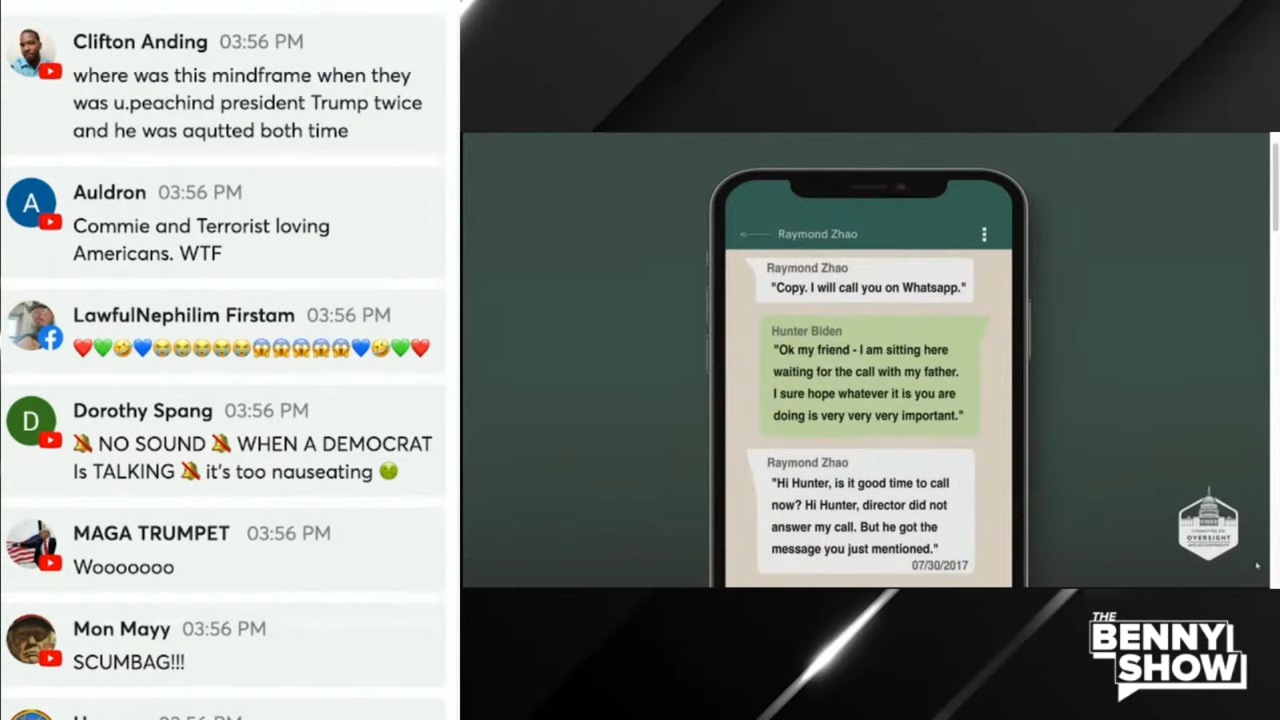 Clifton Anding 03:56 PM
where was this mindframe when they
was u.peachind president Trump twice
and he was aqutted both time
A
Auldron 03:56 PM
Commie and Terrorist loving
Americans. WTF
LawfulNephilim Firstam 03:56 PM
❤️💚🤣💙😭😭😭😭😭😱😱😱😱😱💙🤣💚❤️
D
Dorothy Spang 03:56 PM
🔕 NO SOUND 🔕 WHEN A DEMOCRAT
Is TALKING 🔕 it's too nauseating 🤢
MAGA TRUMPET 03:56 PM
Wooooooo
Mon Mayy 03:56 PM
SCUMBAG!!!
Raymond Zhao
Raymond Zhao
"Copy. I will call you on Whatsapp."
Hunter Biden
"Ok my friend - I am sitting here
waiting for the call with my father.
I sure hope whatever it is you are
doing is very very very important."
Raymond Zhao
"Hi Hunter, is it good time to call
now? Hi Hunter, director did not
answer my call. But he got the
message you just mentioned."
07/30/2017
COMMITTEE ON
OVERSIGHT
THE
BENNY
SHOW